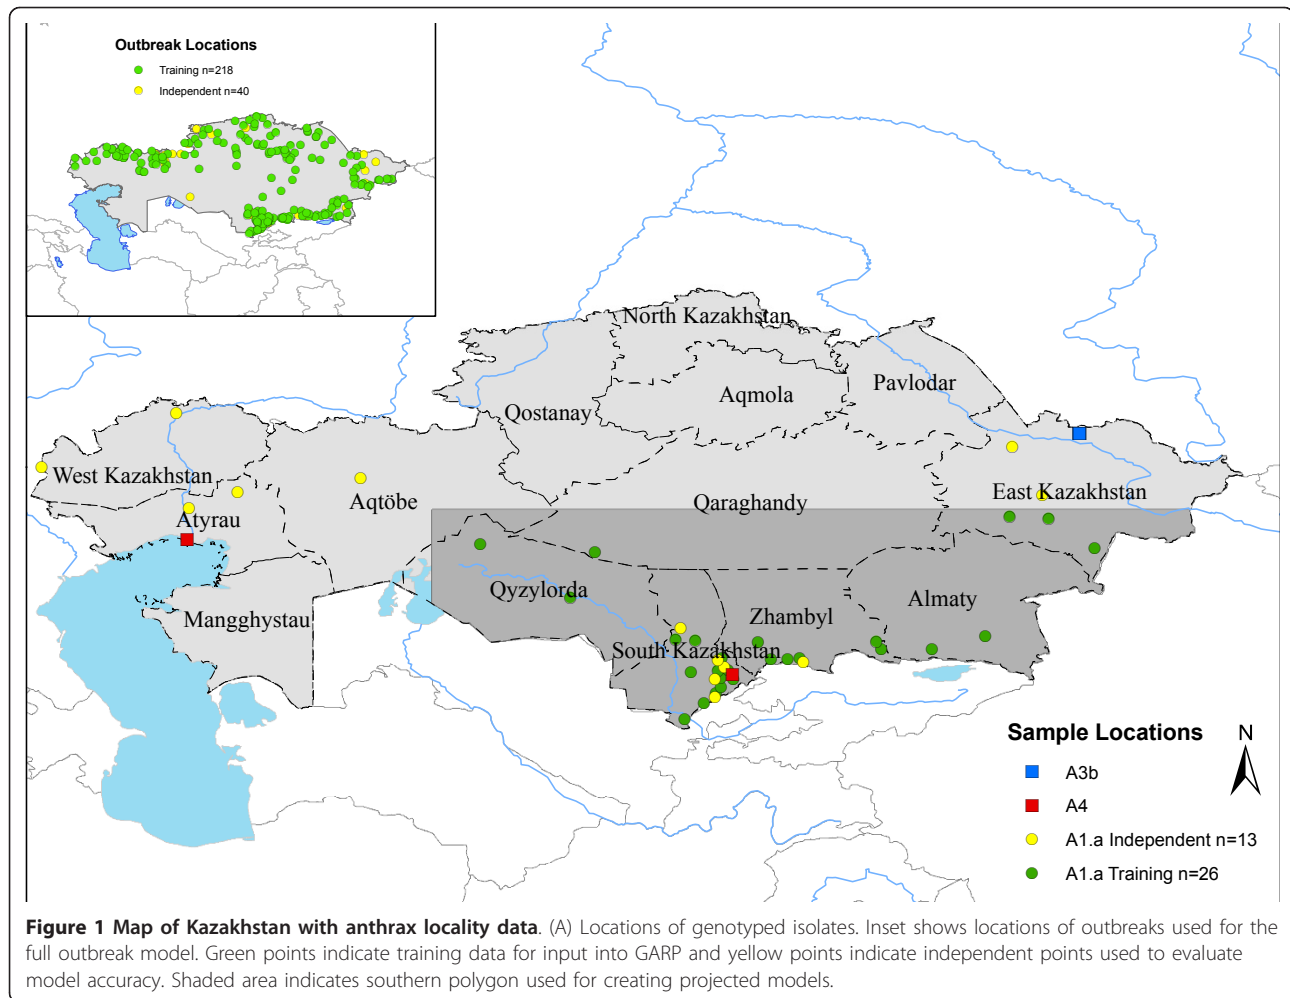 Outbreak Locations
Training n=218
Independent n=40
North Kazakhstan
Pavlodar
Aqmola
Qostanay
West Kazakhstan
Aqtöbe
Qaraghandy
East Kazakhstan
Atyrau
Qyzylorda
Almaty
Zhambyl
Mangghystau
South Kazakhstan
Sample Locations
N
A3b
A4
A1.a Independent n=13
A1.a Training n=26
Figure 1 Map of Kazakhstan with anthrax locality data. (A) Locations of genotyped isolates. Inset shows locations of outbreaks used for the
full outbreak model. Green points indicate training data for input into GARP and yellow points indicate independent points used to evaluate
model accuracy. Shaded area indicates southern polygon used for creating projected models.